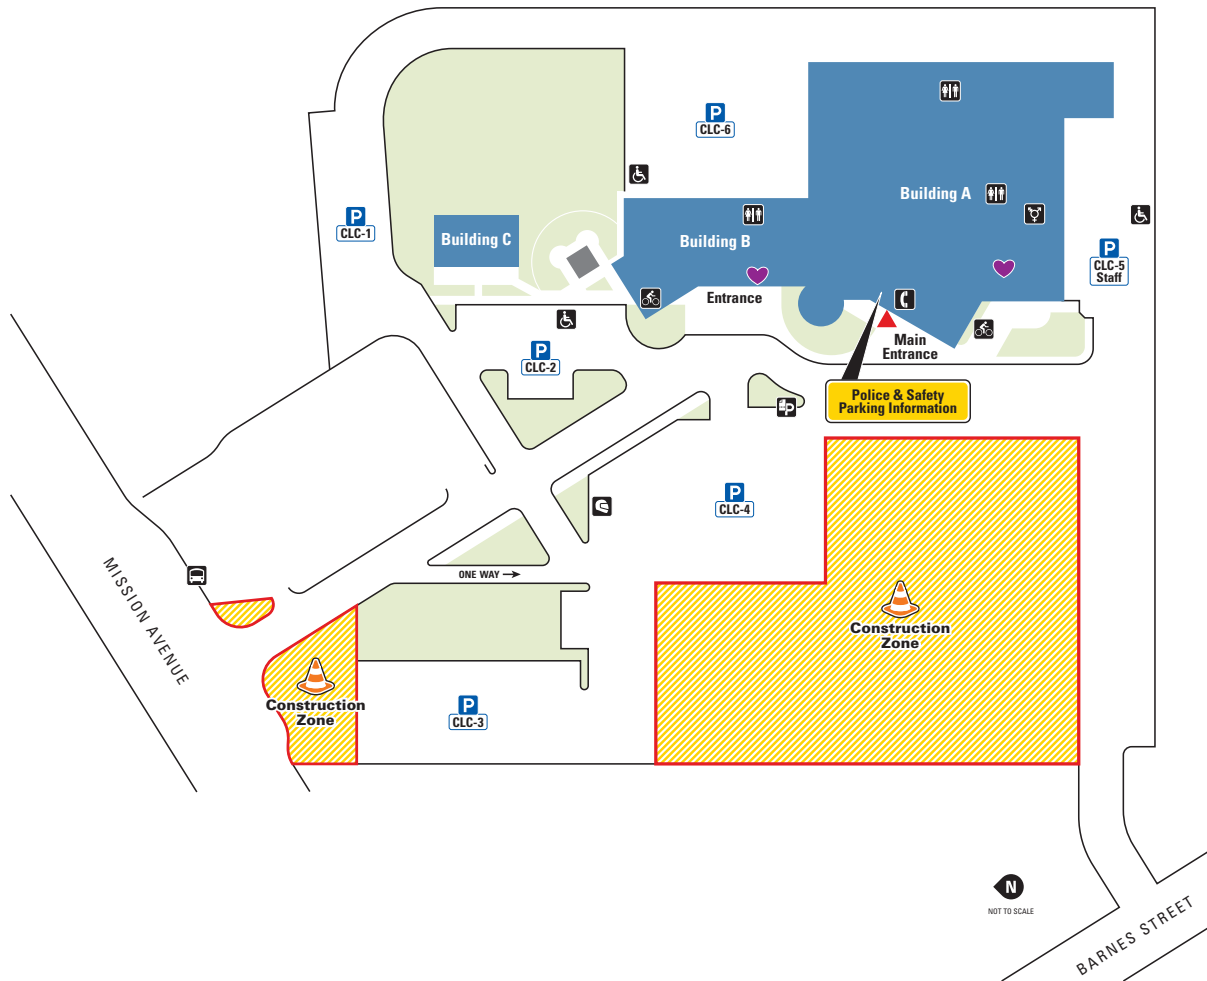 P
CLC-6
Building A
P
CLC-1
Building C
Building B
P
CLC-5
Staff
Entrance
Main
Entrance
P
CLC-2
Police & Safety
Parking Information
P
P
CLC-4
ONE WAY
MISSION AVENUE
Construction
Zone
Construction
Zone
P
CLC-3
N
NOT TO SCALE
BARNES STREET